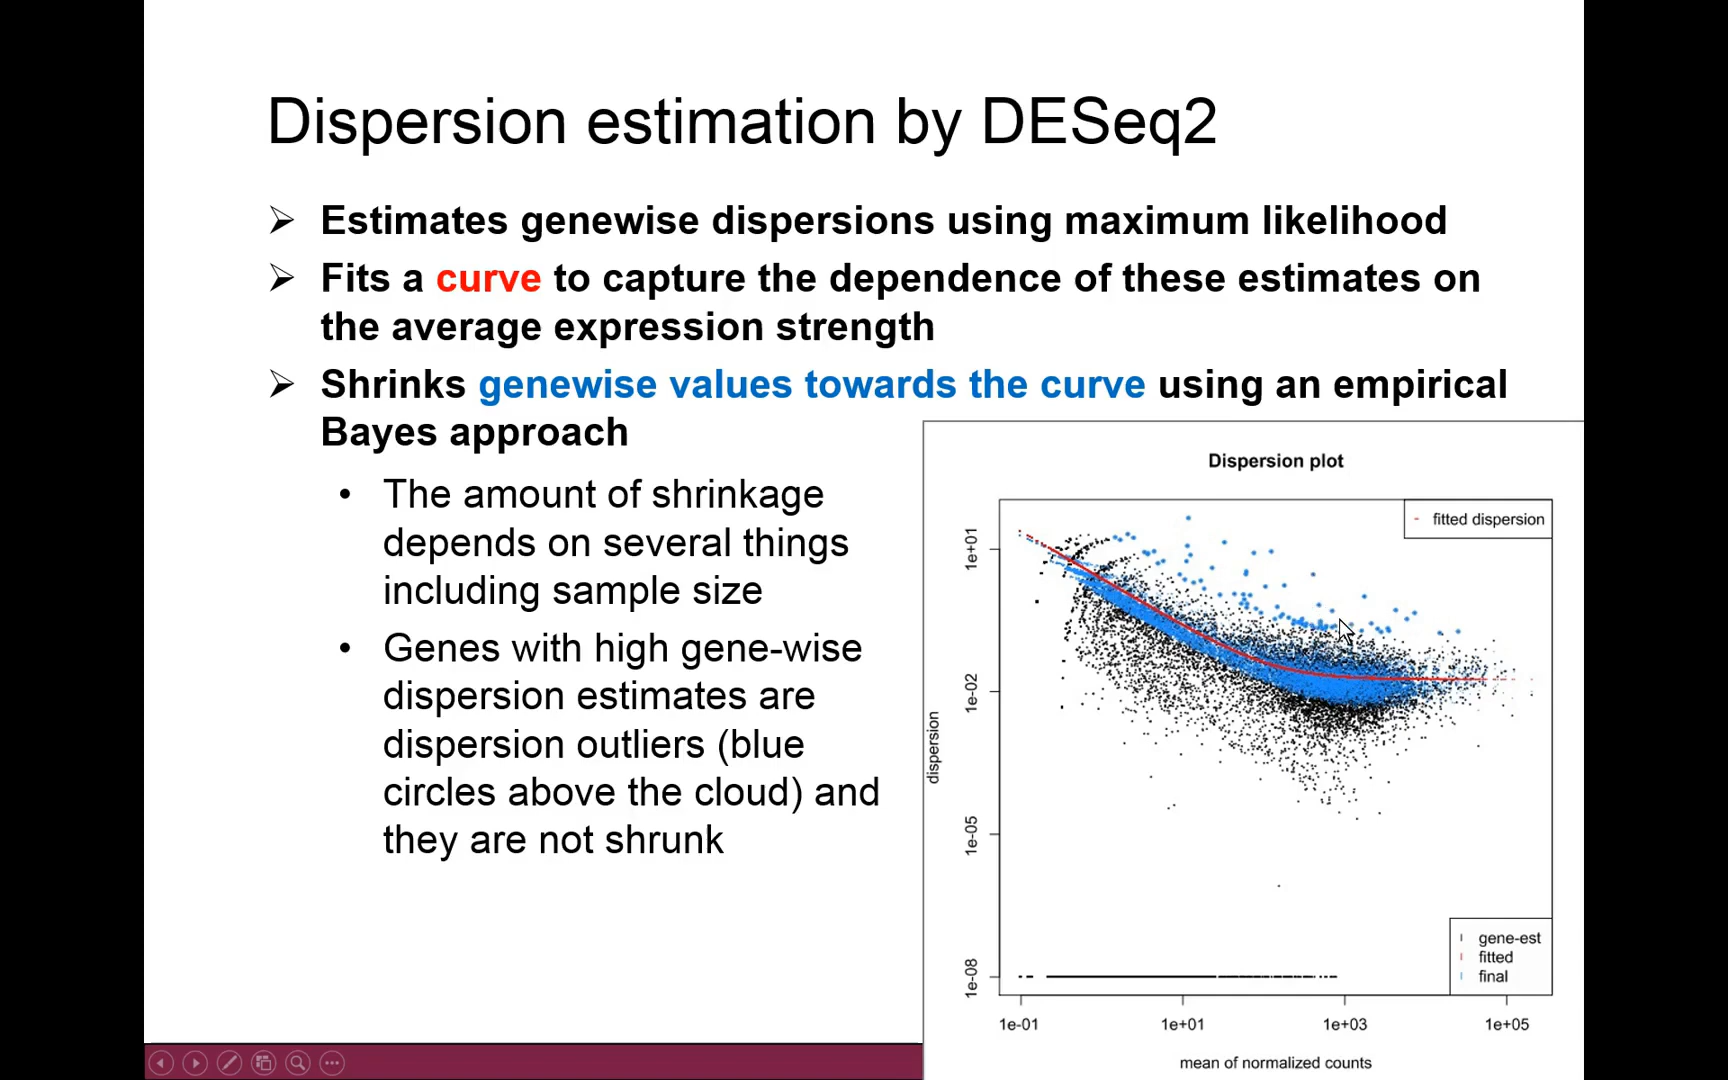 Dispersion estimation by DESeq2
➢ Estimates genewise dispersions using maximum likelihood
➢ Fits a curve to capture the dependence of these estimates on
the average expression strength
➢ Shrinks genewise values towards the curve using an empirical
Bayes approach
• The amount of shrinkage
depends on several things
including sample size
• Genes with high gene-wise
dispersion estimates are
dispersion outliers (blue
circles above the cloud) and
they are not shrunk
Dispersion plot
fitted dispersion
1e+01
1e-02
dispersion
1e-05
1e-08
gene-est
fitted
final
1e-01
1e+01
1e+03
1e+05
mean of normalized counts